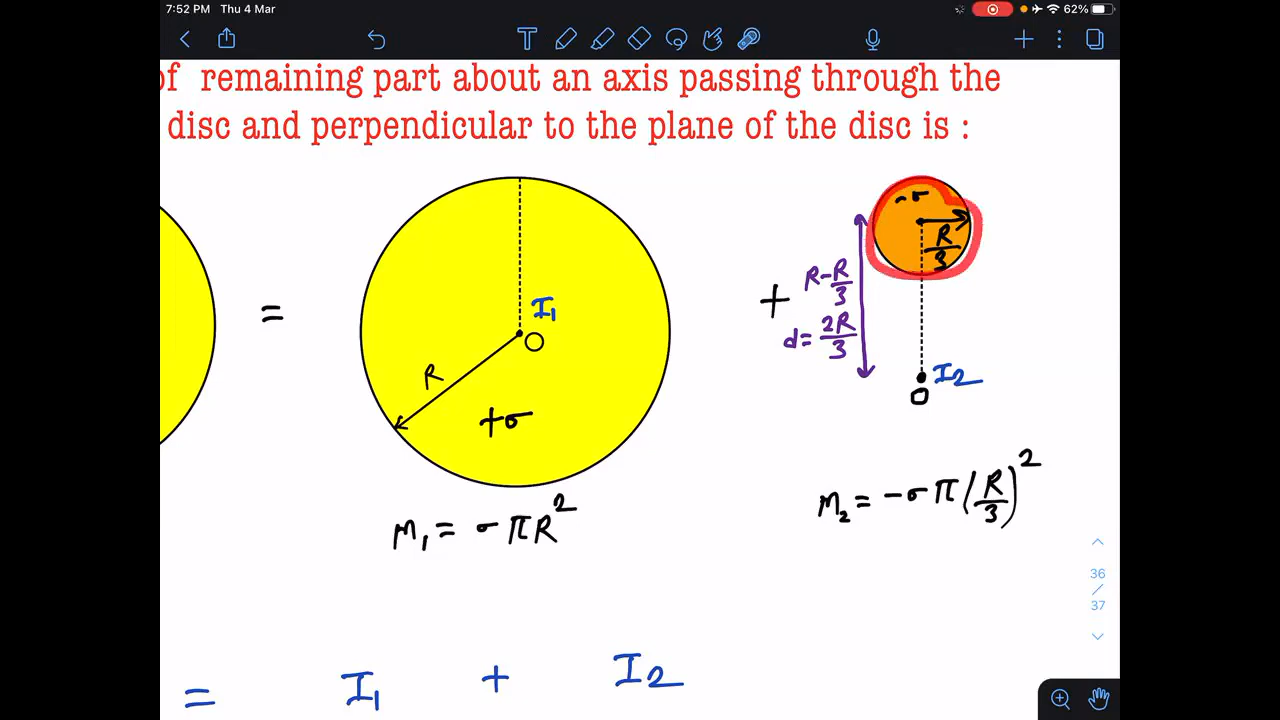 7:52 PM Thu 4 Mar
62%
T
of remaining part about an axis passing through the
disc and perpendicular to the plane of the disc is :
-σ
R/3
R-R/3
d= 2R/3
=
+
I₁
O
R
+σ
I2
O
M₁ = σπR²
M₂ = -σπ(R/3)²
36
/
37
= I₁ + I2